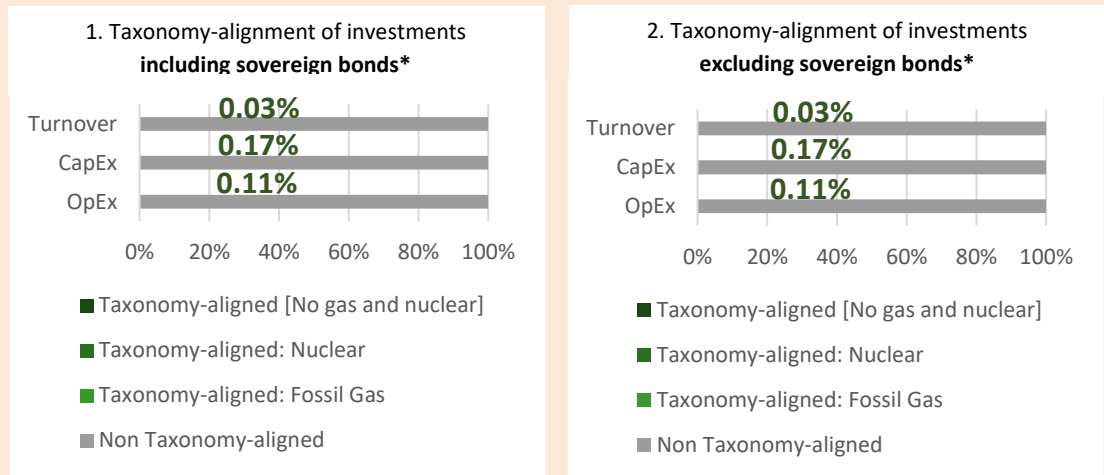 1. Taxonomy-alignment of investments
including sovereign bonds*
0.03%
Turnover
0.17%
CapEx
0.11%
OpEx
0% 20% 40% 60% 80% 100%
Taxonomy-aligned [No gas and nuclear]
Taxonomy-aligned: Nuclear
Taxonomy-aligned: Fossil Gas
Non Taxonomy-aligned
2. Taxonomy-alignment of investments
excluding sovereign bonds*
0.03%
Turnover
0.17%
CapEx
0.11%
OpEx
0% 20% 40% 60% 80% 100%
Taxonomy-aligned [No gas and nuclear]
Taxonomy-aligned: Nuclear
Taxonomy-aligned: Fossil Gas
Non Taxonomy-aligned